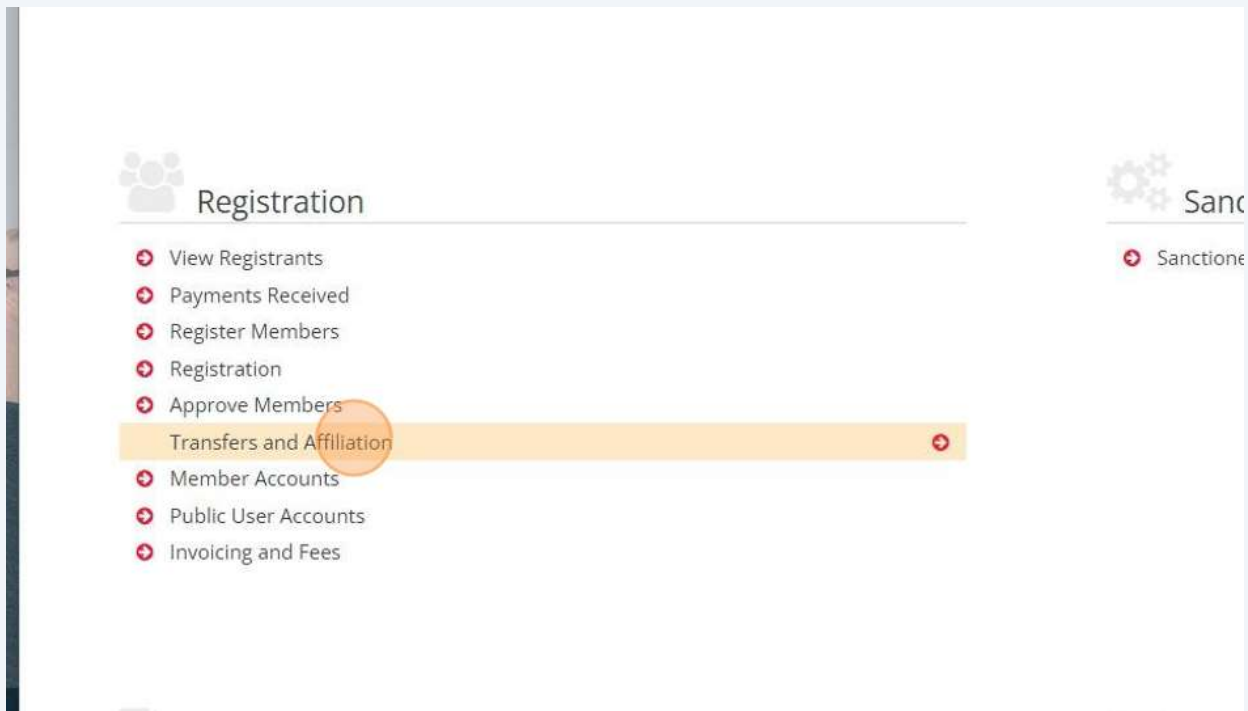 Registration
View Registrants
Payments Received
Register Members
Registration
Approve Members
Transfers and Affiliation
Member Accounts
Public User Accounts
Invoicing and Fees